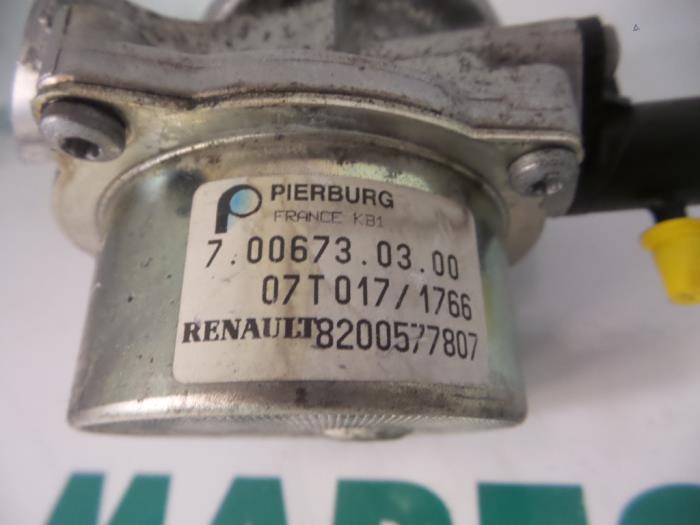 PIERBURG
FRANCE KB1
7.00673.03.00
07T017/1766
RENAULT 8200577807